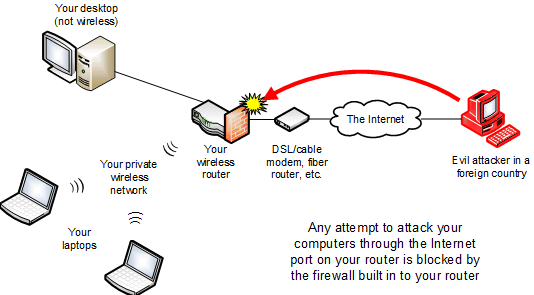 Your desktop
(not wireless)
The Internet
Your
wireless
router
DSL/cable
modem, fiber
router, etc.
Evil attacker in a
foreign country
Your private
wireless
network
Your
laptops
Any attempt to attack your
computers through the Internet
port on your router is blocked by
the firewall built in to your router